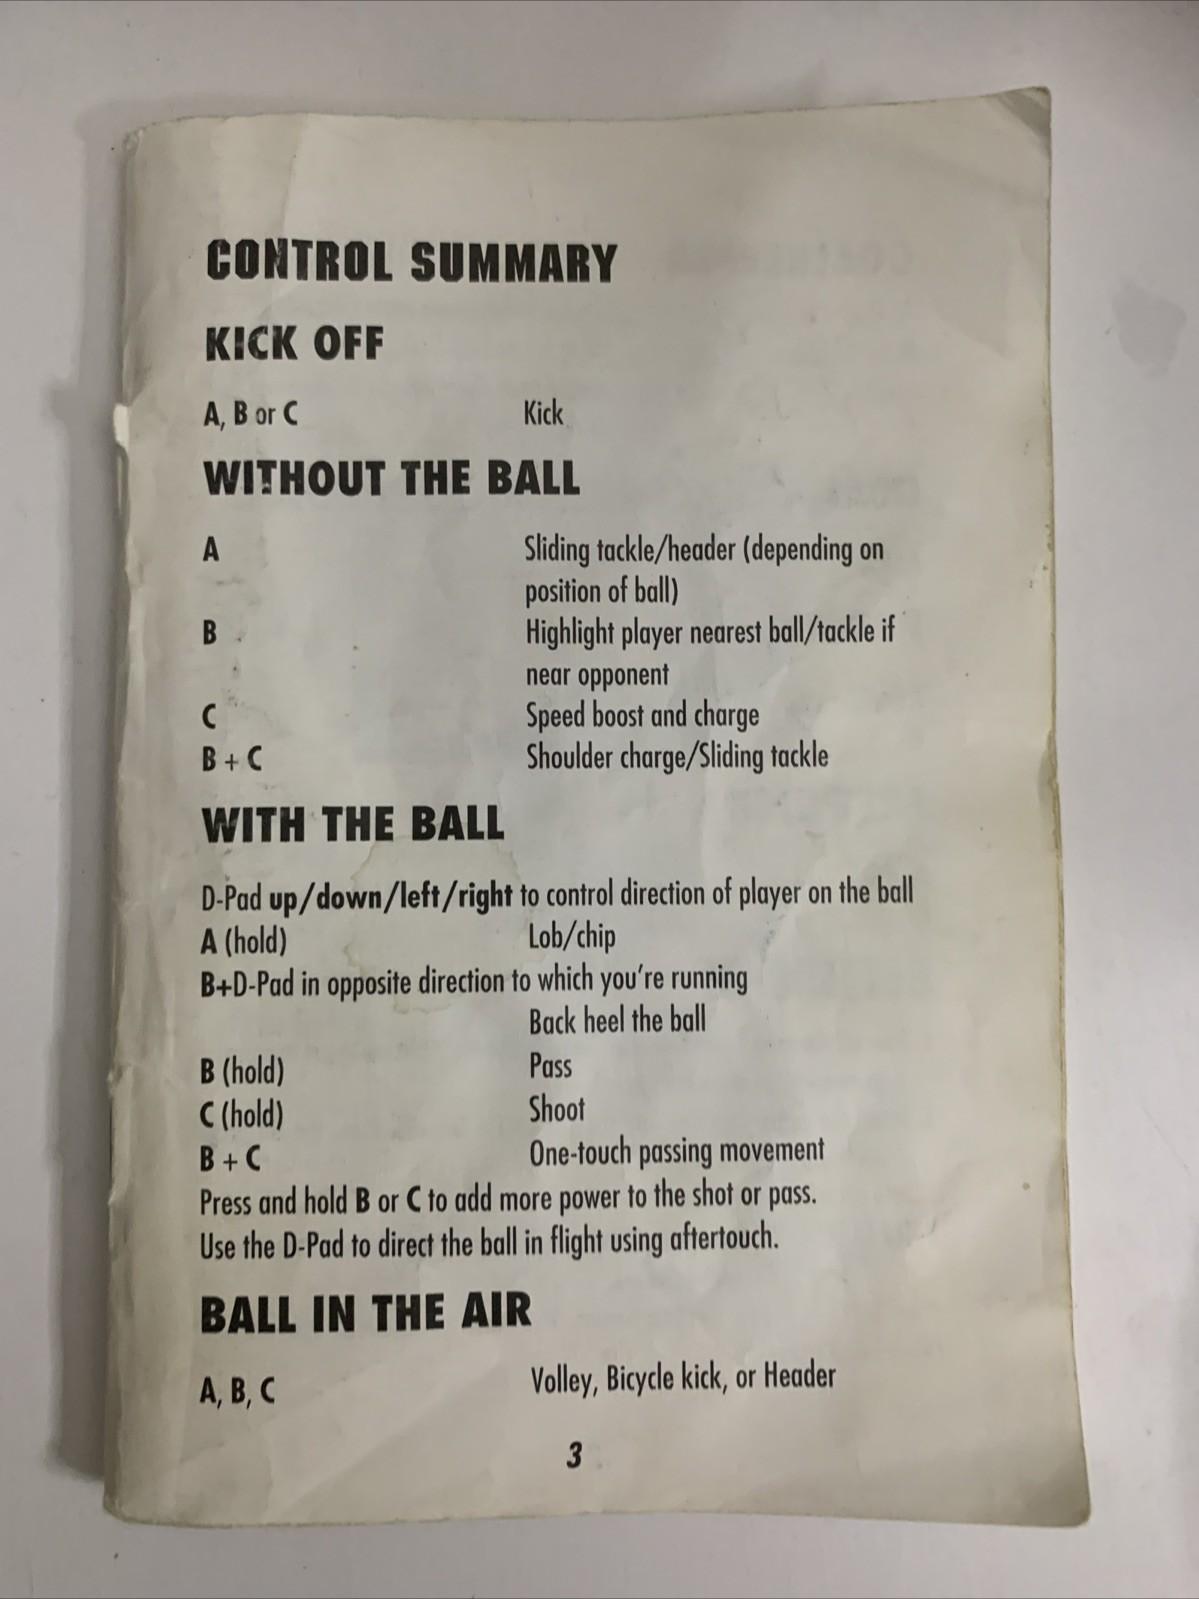 CONTROL SUMMARY
KICK OFF
A, B or C Kick
WITHOUT THE BALL
A Sliding tackle/header (depending on
position of ball)
B Highlight player nearest ball/tackle if
near opponent
C Speed boost and charge
B + C Shoulder charge/Sliding tackle
WITH THE BALL
D-Pad up/down/left/right to control direction of player on the ball
A (hold) Lob/chip
B+D-Pad in opposite direction to which you're running
Back heel the ball
B (hold) Pass
C (hold) Shoot
B + C One-touch passing movement
Press and hold B or C to add more power to the shot or pass.
Use the D-Pad to direct the ball in flight using aftertouch.
BALL IN THE AIR
A, B, C Volley, Bicycle kick, or Header
3